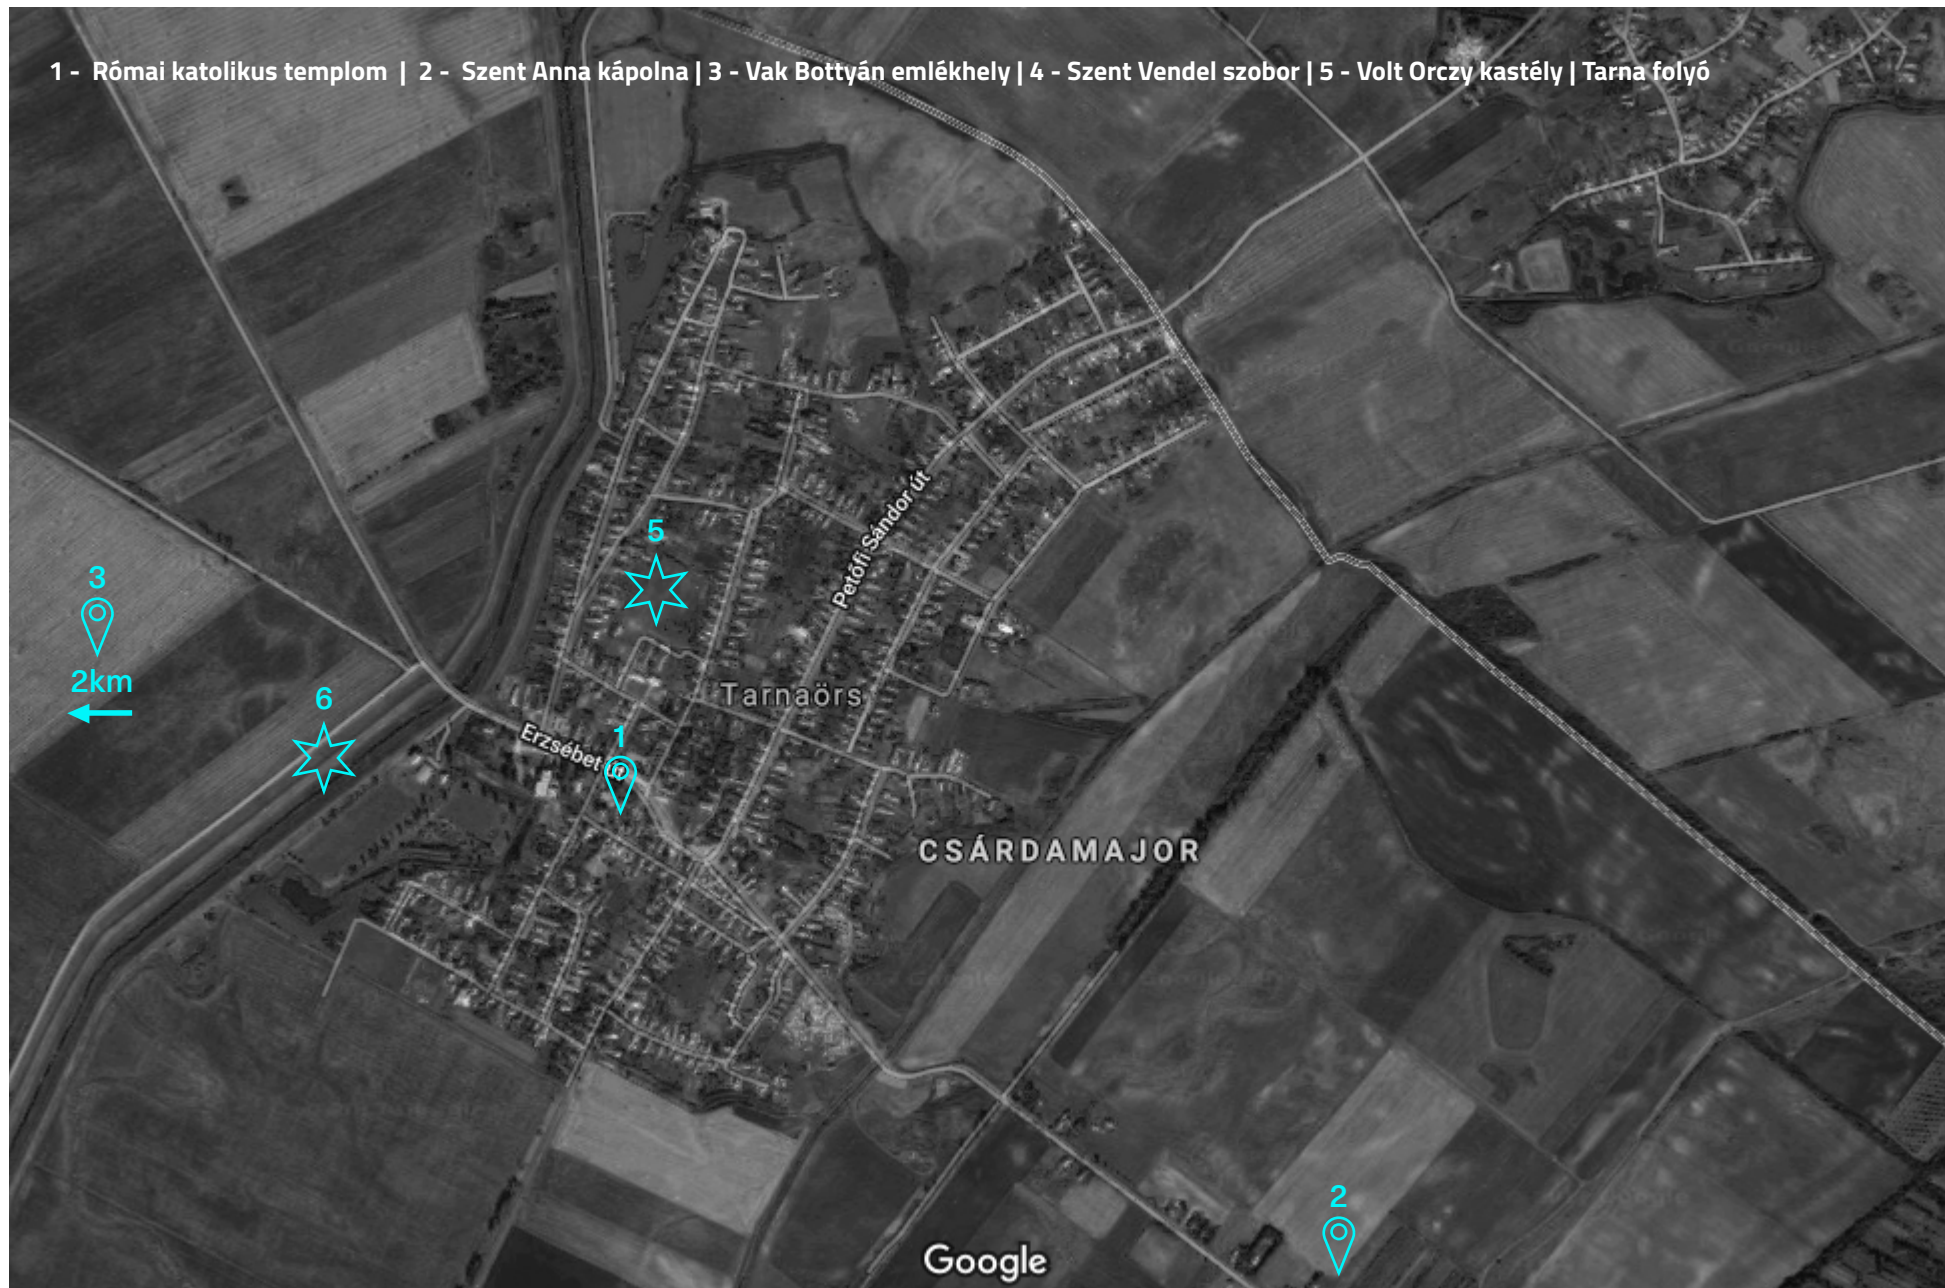 1 - Római katolikus templom | 2 - Szent Anna kápolna | 3 - Vak Bottyán emlékhely | 4 - Szent Vendel szobor | 5 - Volt Orczy kastély | Tarna folyó
Petőfi Sándor út
5
3
2km
6
Tarnaörs
Erzsébet út
1
CSÁRDAMAJOR
2
Google